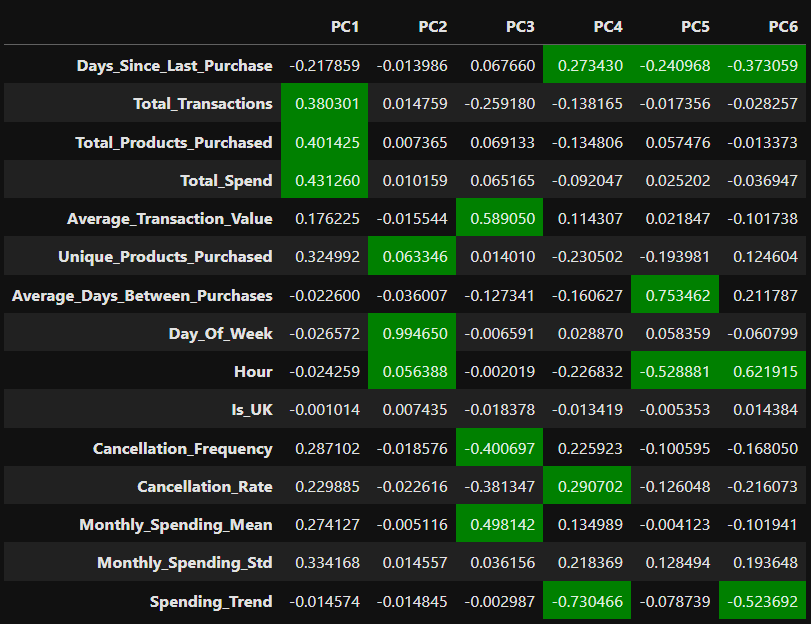 PC1 PC2 PC3 PC4 PC5 PC6
Days_Since_Last_Purchase -0.217859 -0.013986 0.067660 0.273430 -0.240968 -0.373059
Total_Transactions 0.380301 0.014759 -0.259180 -0.138165 -0.017356 -0.028257
Total_Products_Purchased 0.401425 0.007365 0.069133 -0.134806 0.057476 -0.013373
Total_Spend 0.431260 0.010159 0.065165 -0.092047 0.025202 -0.036947
Average_Transaction_Value 0.176225 -0.015544 0.589050 0.114307 0.021847 -0.101738
Unique_Products_Purchased 0.324992 0.063346 0.014010 -0.230502 -0.193981 0.124604
Average_Days_Between_Purchases -0.022600 -0.036007 -0.127341 -0.160627 0.753462 0.211787
Day_Of_Week -0.026572 0.994650 -0.006591 0.028870 0.058359 -0.060799
Hour -0.024259 0.056388 -0.002019 -0.226832 -0.528881 0.621915
Is_UK -0.001014 0.007435 -0.018378 -0.013419 -0.005353 0.014384
Cancellation_Frequency 0.287102 -0.018576 -0.400697 0.225923 -0.100595 -0.168050
Cancellation_Rate 0.229885 -0.022616 -0.381347 0.290702 -0.126048 -0.216073
Monthly_Spending_Mean 0.274127 -0.005116 0.498142 0.134989 -0.004123 -0.101941
Monthly_Spending_Std 0.334168 0.014557 0.036156 0.218369 0.128494 0.193648
Spending_Trend -0.014574 -0.014845 -0.002987 -0.730466 -0.078739 -0.523692